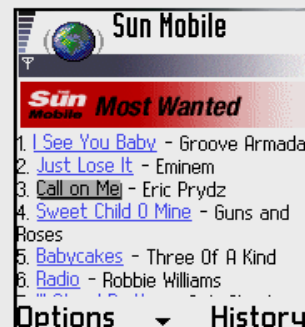 Sun Mobile
Sün Mobile Most Wanted
1. I See You Baby - Groove Armada
2. Just Lose It - Eminem
3. Call on Me - Eric Prydz
4. Sweet Child O Mine - Guns and
Roses
5. Babycakes - Three Of A Kind
6. Radio - Robbie Williams
Options History